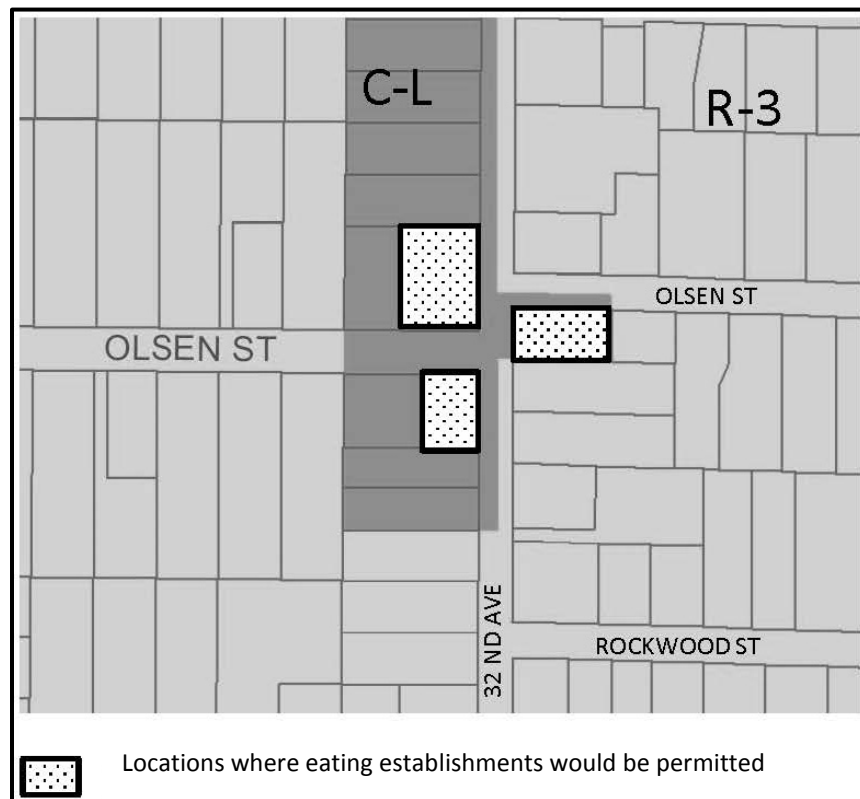 C-L
R-3
OLSEN ST
OLSEN ST
32 ND AVE
ROCKWOOD ST
Locations where eating establishments would be permitted